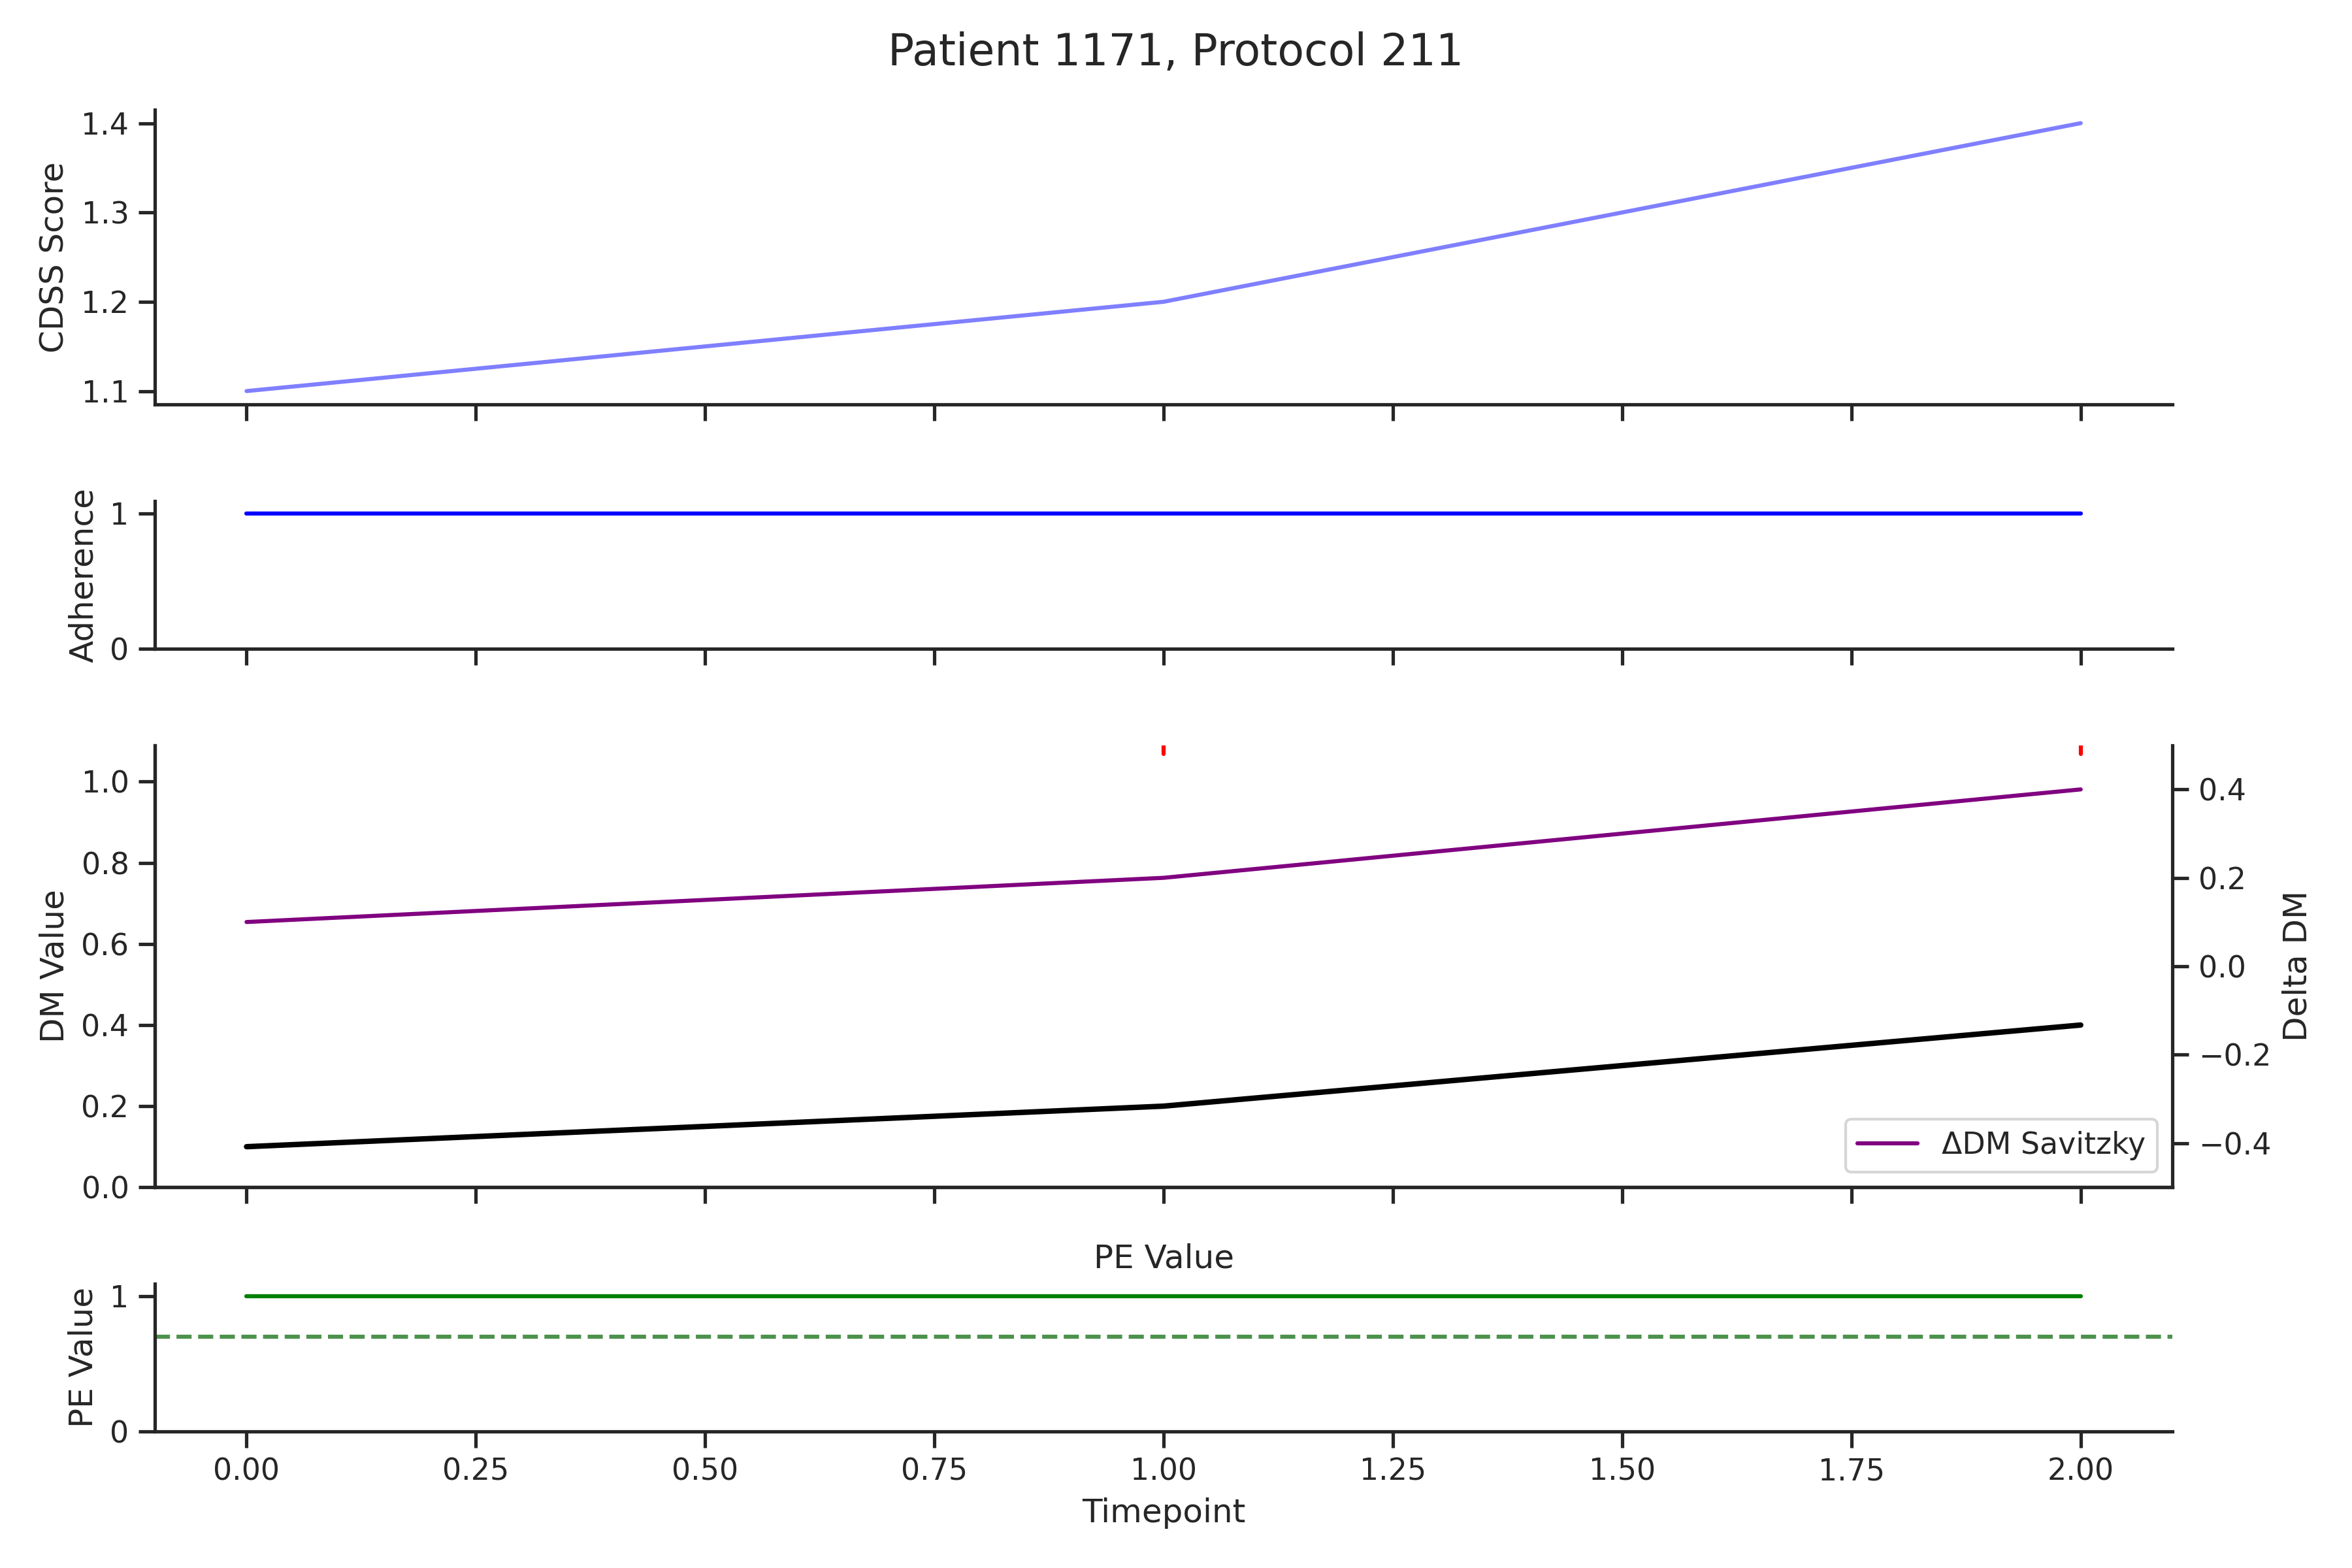 Patient 1171, Protocol 211
CDSS Score
1.4
1.3
1.2
1.1
Adherence
1
0
DM Value
1.0
0.8
0.6
0.4
0.2
0.0
Delta DM
0.4
0.2
0.0
−0.2
−0.4
ΔDM Savitzky
PE Value
PE Value
1
0
0.00 0.25 0.50 0.75 1.00 1.25 1.50 1.75 2.00
Timepoint